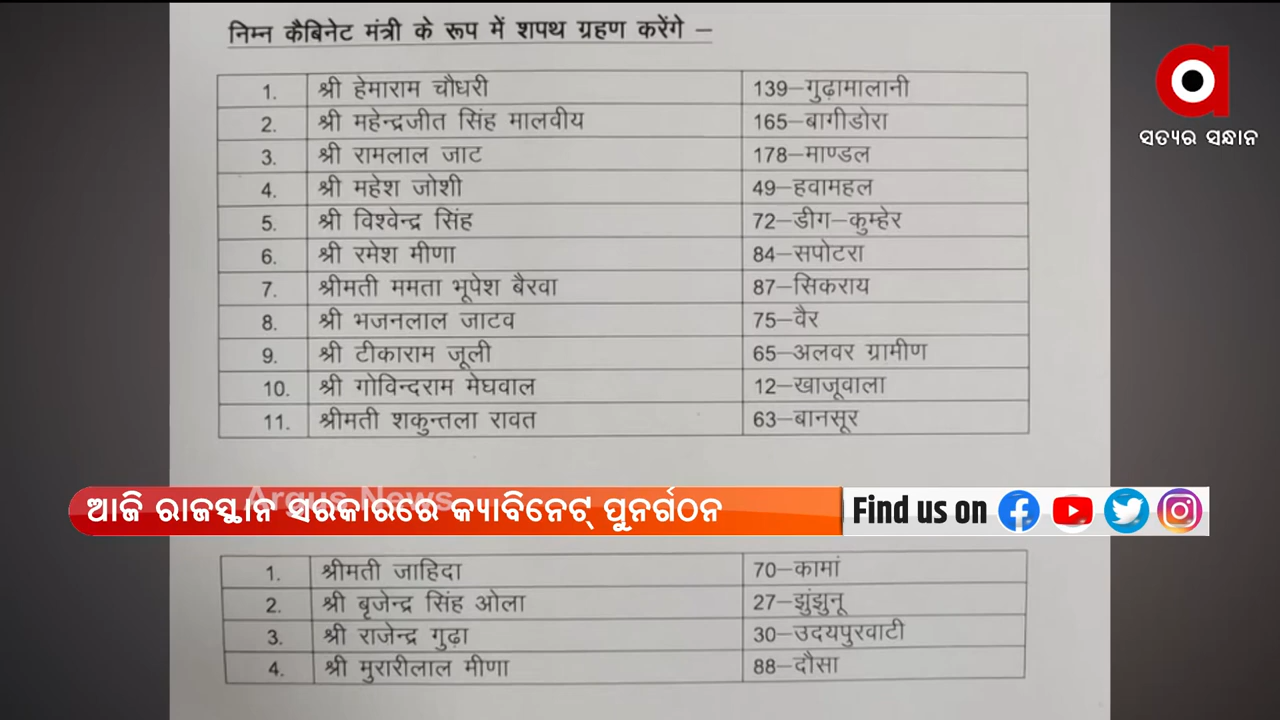 निम्न कैबिनेट मंत्री के रूप में शपथ ग्रहण करेंगे –
1. श्री हेमाराम चौधरी 139–गुढ़ामालानी
2. श्री महेन्द्रजीत सिंह मालवीय 165–बागीडोरा
3. श्री रामलाल जाट 178–माण्डल
4. श्री महेश जोशी 49–हवामहल
5. श्री विश्वेन्द्र सिंह 72–डीग–कुम्हेर
6. श्री रमेश मीणा 84–सपोटरा
7. श्रीमती ममता भूपेश बैरवा 87–सिकराय
8. श्री भजनलाल जाटव 75–वैर
9. श्री टीकाराम जूली 65–अलवर ग्रामीण
10. श्री गोविन्दराम मेघवाल 12–खाजूवाला
11. श्रीमती शकुन्तला रावत 63–बानसूर
ସତ୍ୟର ସନ୍ଧାନ
Argus News
ଆଜି ରାଜସ୍ଥାନ ସରକାରରେ କ୍ୟାବିନେଟ୍ ପୁନର୍ଗଠନ
Find us on
1. श्रीमती जाहिदा 70–कामां
2. श्री बृजेन्द्र सिंह ओला 27–झुंझुनू
3. श्री राजेन्द्र गुढ़ा 30–उदयपुरवाटी
4. श्री मुरारीलाल मीणा 88–दौसा